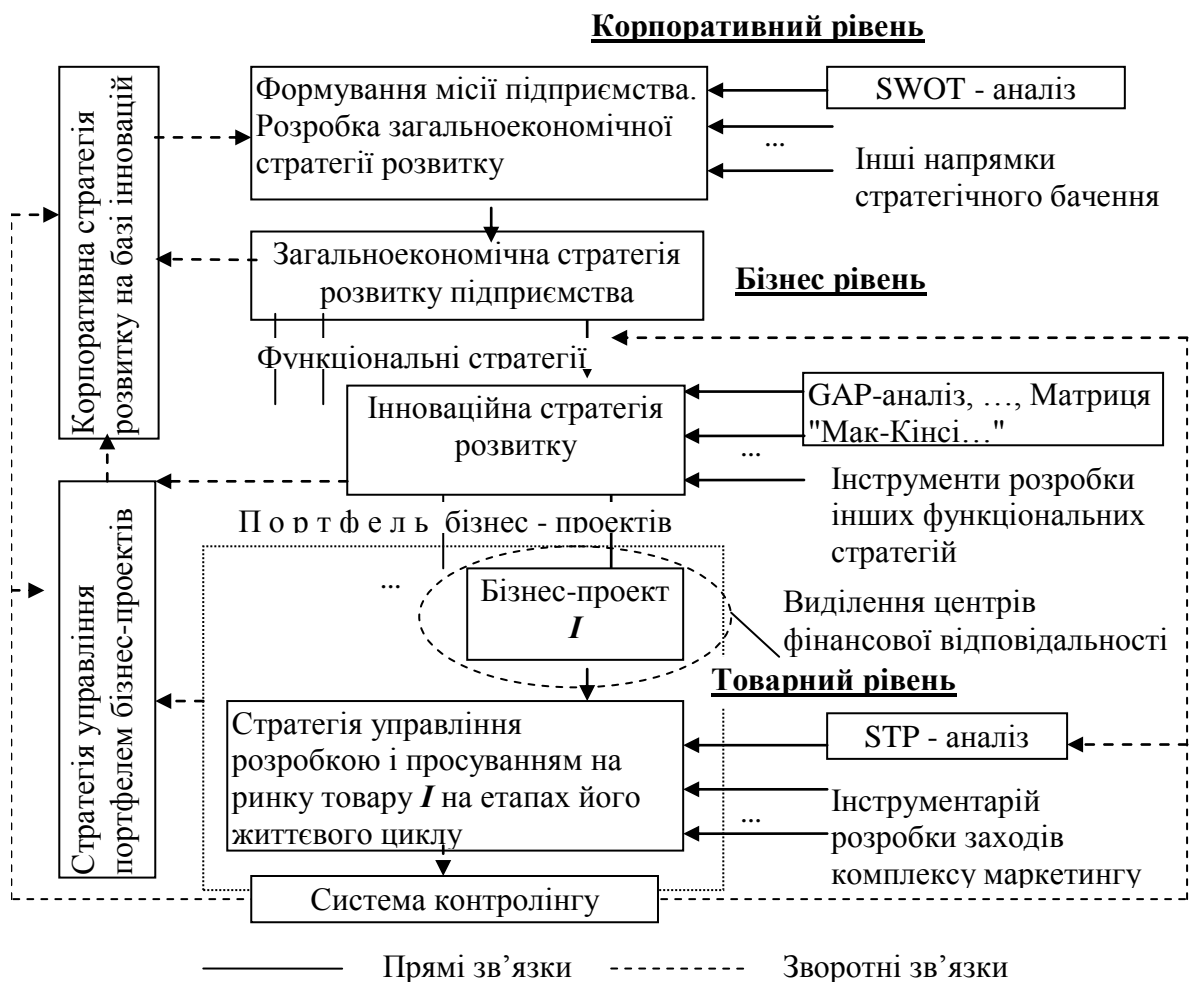 Корпоративний рівень
Корпоративна стратегія
розвитку на базі інновацій
Формування місії підприємства.
Розробка загальноекономічної
стратегії розвитку
SWOT - аналіз
...
Інші напрямки
стратегічного бачення
Загальноекономічна стратегія
розвитку підприємства
Бізнес рівень
Функціональні стратегії
Інноваційна стратегія
розвитку
GAP-аналіз, …, Матриця
"Мак-Кінсі…"
...
Інструменти розробки
інших функціональних
стратегій
Стратегія управління
портфелем бізнес-проектів
П о р т ф е л ь бізнес - проектів
...
Бізнес-проект
I
Виділення центрів
фінансової відповідальності
Товарний рівень
Стратегія управління
розробкою і просуванням на
ринку товару I на етапах його
життєвого циклу
STP - аналіз
...
Інструментарій
розробки заходів
комплексу маркетингу
Система контролінгу
Прямі зв’язки
Зворотні зв’язки